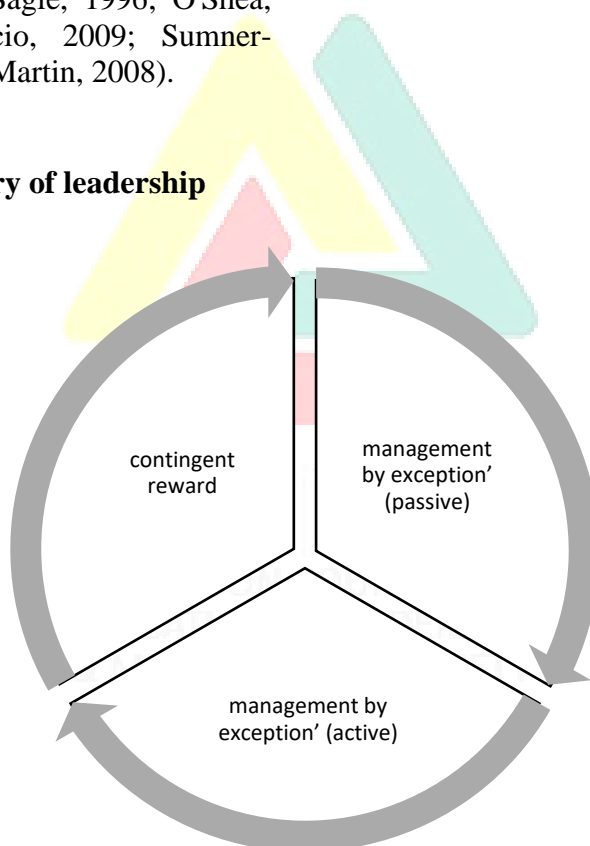 Sagie, 1996; O'Shea,
cio, 2009; Sumner-
Martin, 2008).
ry of leadership
contingent
reward
management
by exception’
(passive)
management by
exception’ (active)